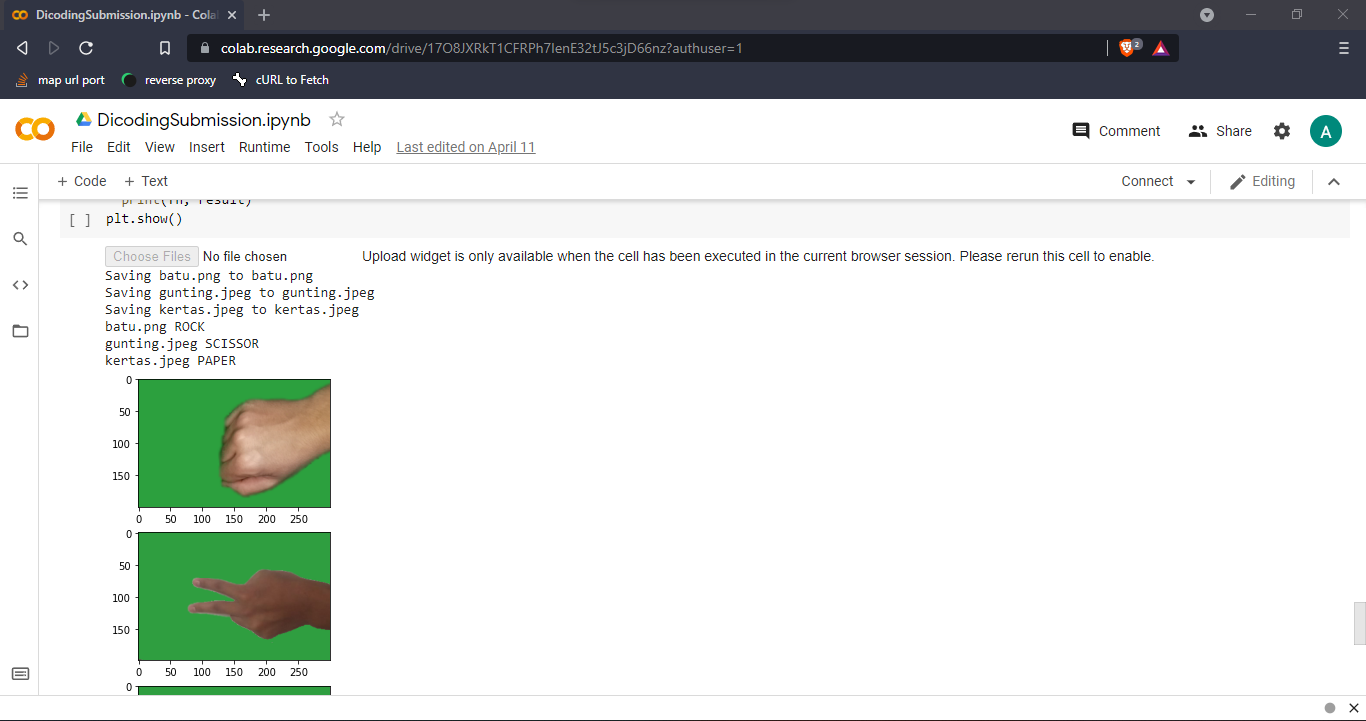 DicodingSubmission.ipynb - Cola
colab.research.google.com/drive/17O8JXRkT1CFRPh7IenE32tJ5c3jD66nz?authuser=1
2
map url port
reverse proxy
cURL to Fetch
DicodingSubmission.ipynb
Comment
Share
A
File Edit View Insert Runtime Tools Help Last edited on April 11
+ Code + Text
Connect
Editing
print(fn, result)
[ ] plt.show()
Choose Files No file chosen Upload widget is only available when the cell has been executed in the current browser session. Please rerun this cell to enable.
Saving batu.png to batu.png
Saving gunting.jpeg to gunting.jpeg
Saving kertas.jpeg to kertas.jpeg
batu.png ROCK
gunting.jpeg SCISSOR
kertas.jpeg PAPER
0
50
100
150
0 50 100 150 200 250
0
50
100
150
0 50 100 150 200 250
0